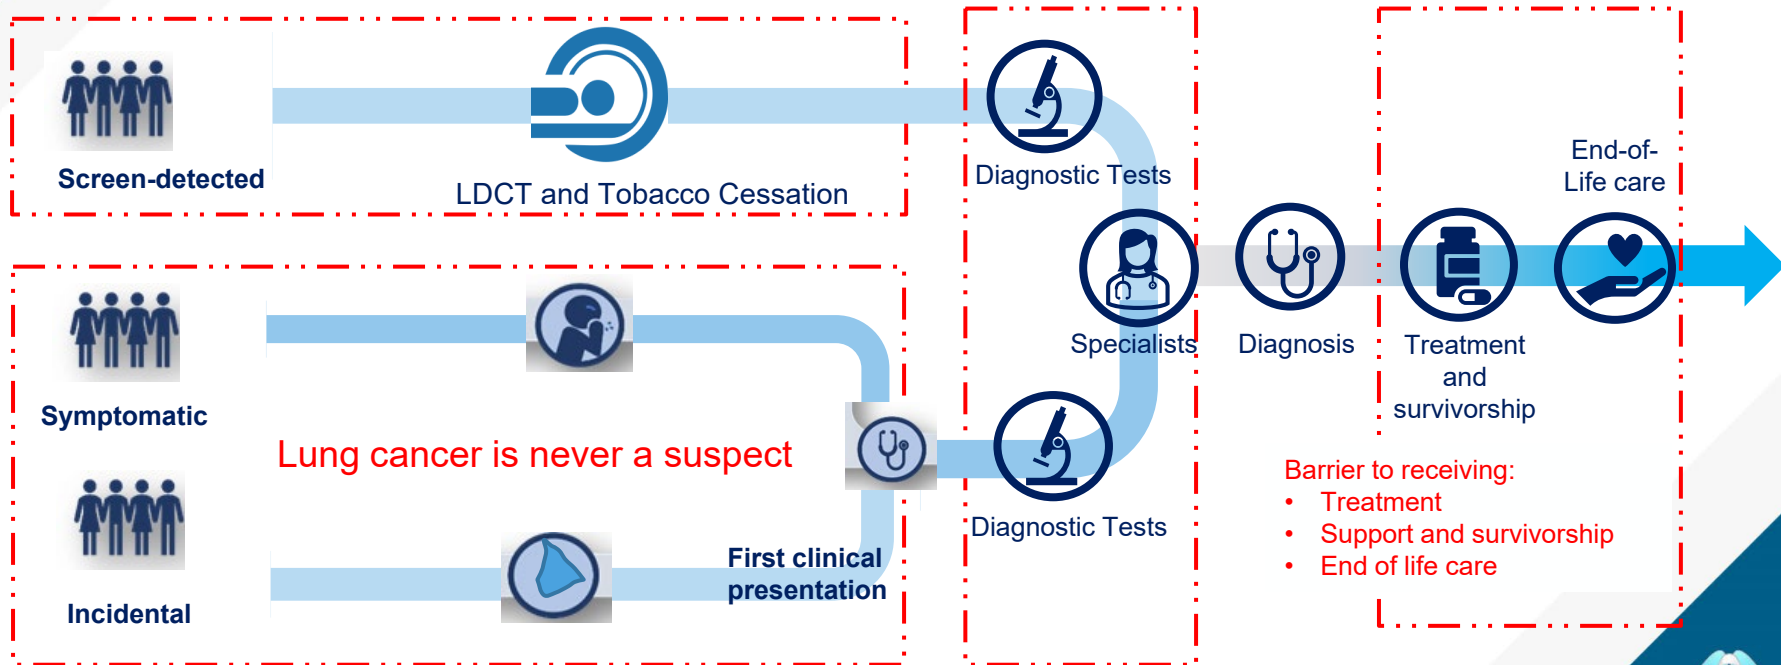 Screen-detected
LDCT and Tobacco Cessation
Diagnostic Tests
End-of-
Life care
Symptomatic
Lung cancer is never a suspect
Incidental
First clinical
presentation
Diagnostic Tests
Specialists
Diagnosis
Treatment
and
survivorship
Barrier to receiving:
• Treatment
• Support and survivorship
• End of life care